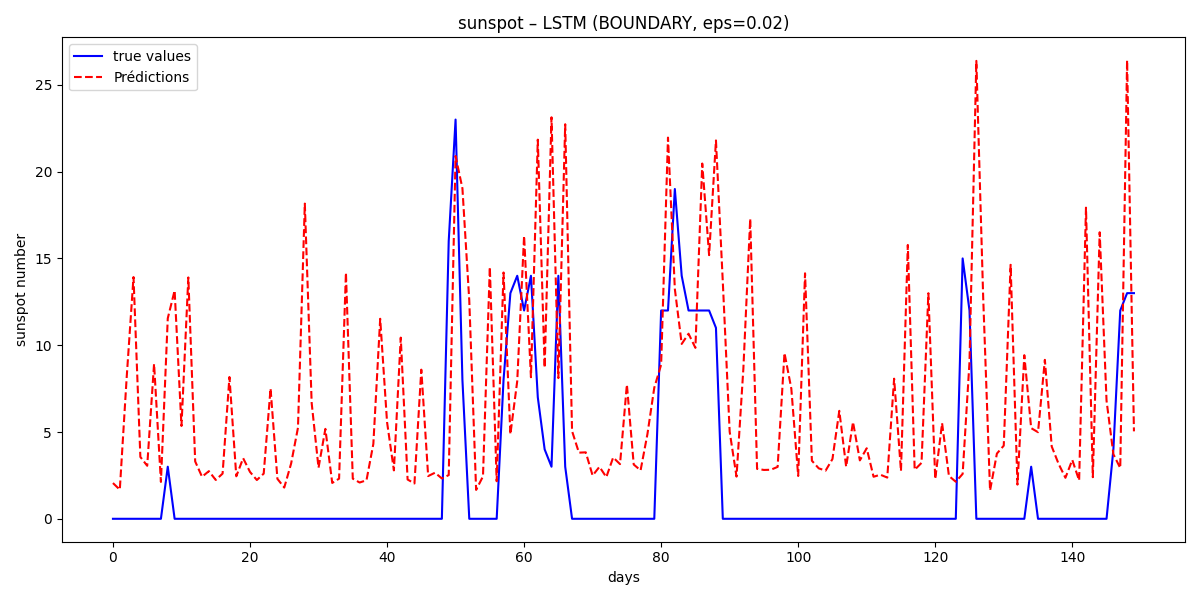 sunspot – LSTM (BOUNDARY, eps=0.02)
true values
Prédictions
25
20
15
10
5
0
sunspot number
0 20 40 60 80 100 120 140
days